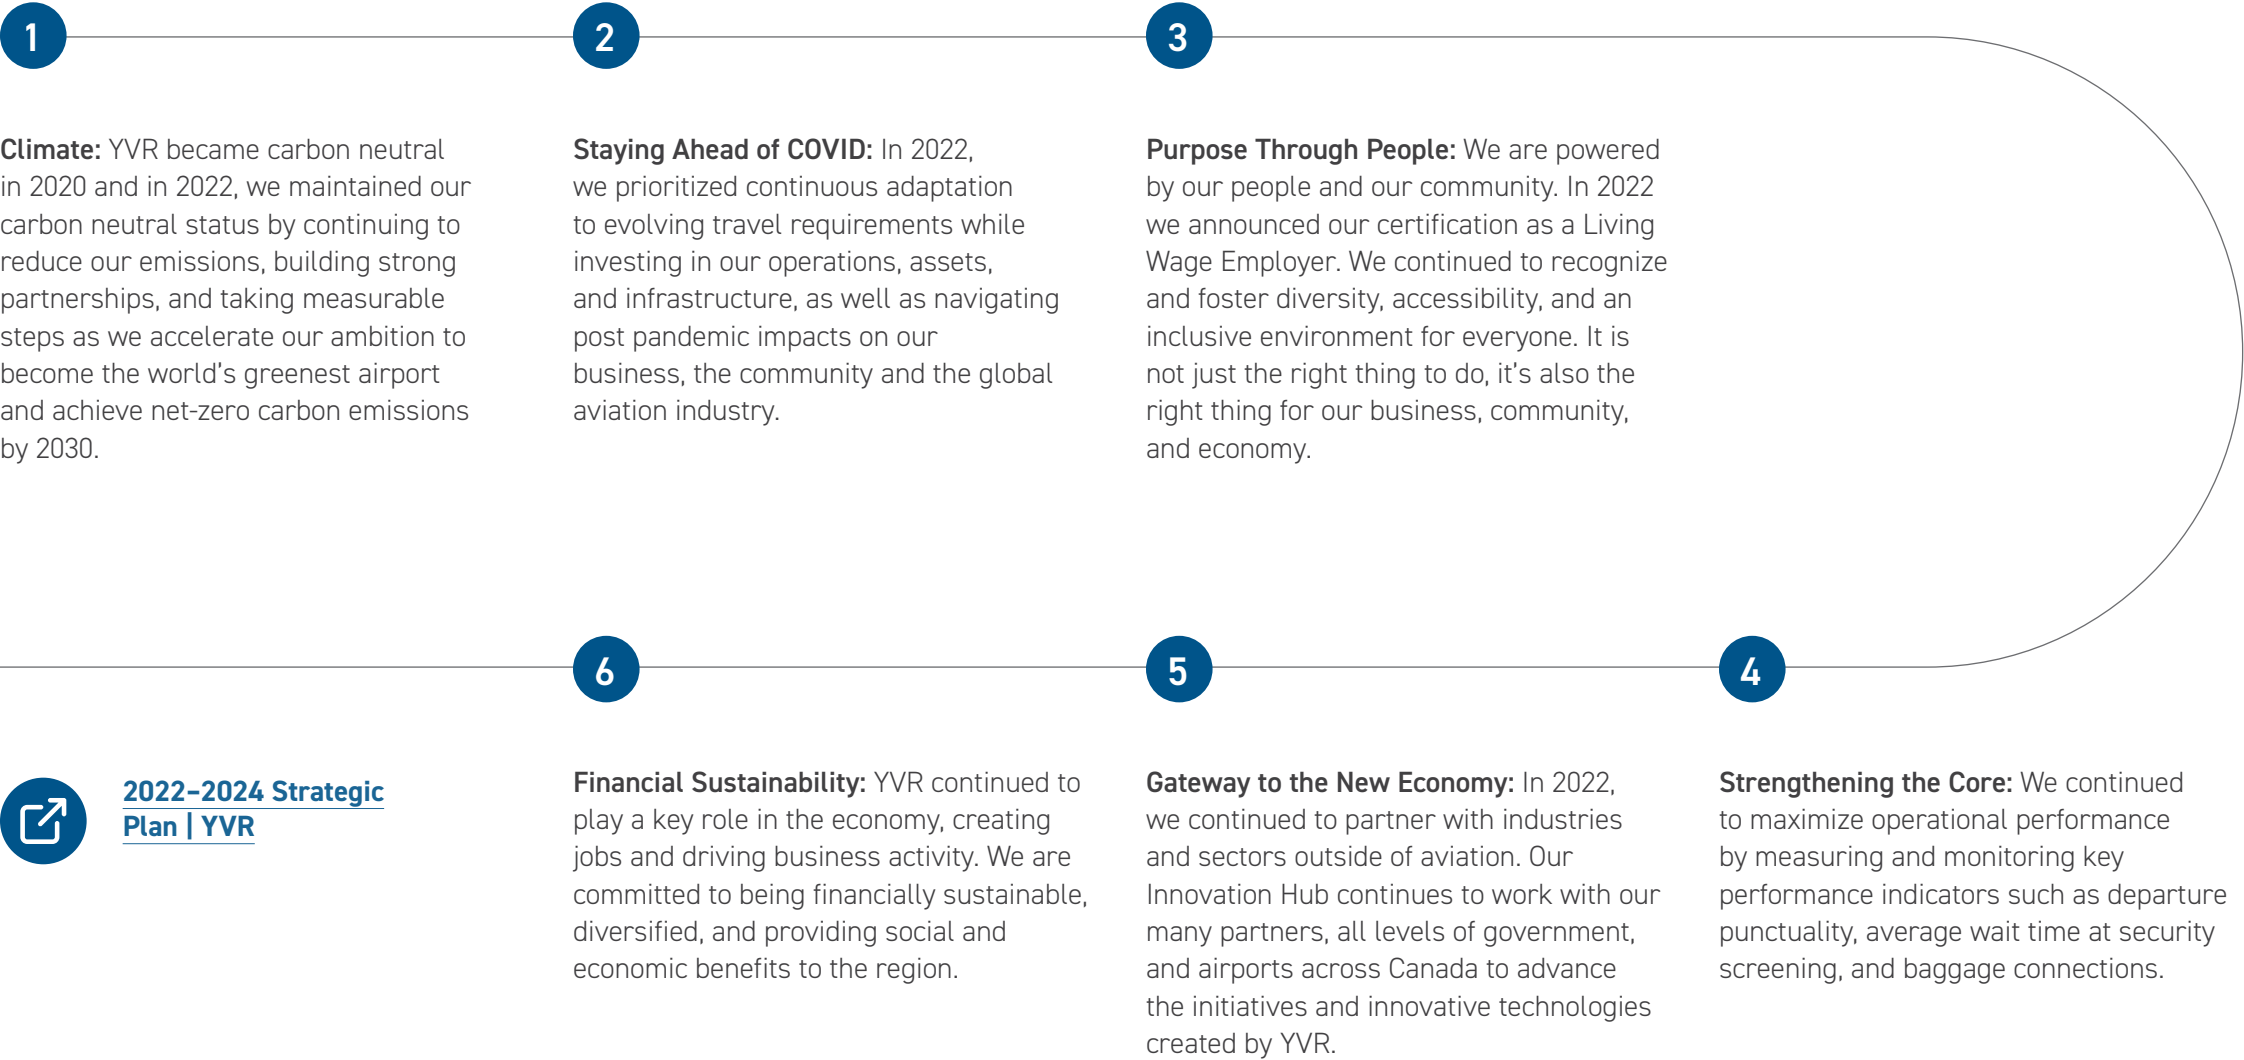 1
Climate: YVR became carbon neutral
in 2020 and in 2022, we maintained our
carbon neutral status by continuing to
reduce our emissions, building strong
partnerships, and taking measurable
steps as we accelerate our ambition to
become the world's greenest airport
and achieve net-zero carbon emissions
by 2030.
2
Staying Ahead of COVID: In 2022,
we prioritized continuous adaptation
to evolving travel requirements while
investing in our operations, assets,
and infrastructure, as well as navigating
post pandemic impacts on our
business, the community and the global
aviation industry.
3
Purpose Through People: We are powered
by our people and our community. In 2022
we announced our certification as a Living
Wage Employer. We continued to recognize
and foster diversity, accessibility, and an
inclusive environment for everyone. It is
not just the right thing to do, it's also the
right thing for our business, community,
and economy.
4
Strengthening the Core: We continued
to maximize operational performance
by measuring and monitoring key
performance indicators such as departure
punctuality, average wait time at security
screening, and baggage connections.
5
Gateway to the New Economy: In 2022,
we continued to partner with industries
and sectors outside of aviation. Our
Innovation Hub continues to work with our
many partners, all levels of government,
and airports across Canada to advance
the initiatives and innovative technologies
created by YVR.
6
Financial Sustainability: YVR continued to
play a key role in the economy, creating
jobs and driving business activity. We are
committed to being financially sustainable,
diversified, and providing social and
economic benefits to the region.
2022–2024 Strategic
Plan | YVR